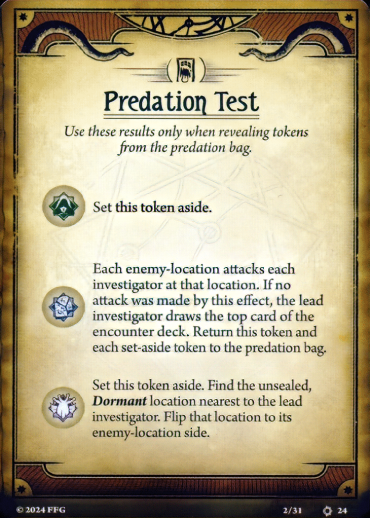 Predation Test
Use these results only when revealing tokens
from the predation bag.
Set this token aside.
Each enemy-location attacks each
investigator at that location. If no
attack was made by this effect, the lead
investigator draws the top card of the
encounter deck. Return this token and
each set-aside token to the predation bag.
Set this token aside. Find the unsealed,
Dormant location nearest to the lead
investigator. Flip that location to its
enemy-location side.
© 2024 FFG 2/31 24